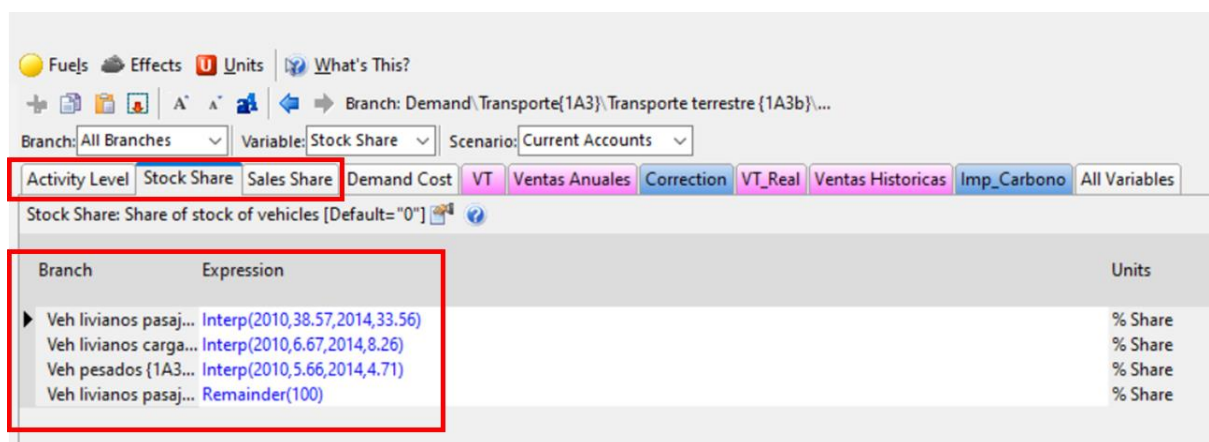 Fuels Effects U Units What's This?
A A a Branch: Demand\Transporte{1A3}\Transporte terrestre {1A3b}\...
Branch: All Branches Variable: Stock Share Scenario: Current Accounts
Activity Level Stock Share Sales Share Demand Cost VT Ventas Anuales Correction VT_Real Ventas Historicas Imp_Carbono All Variables
Stock Share: Share of stock of vehicles [Default="0"] ?
Branch Expression Units
Veh livianos pasaj... Interp(2010,38.57,2014,33.56) % Share
Veh livianos carga... Interp(2010,6.67,2014,8.26) % Share
Veh pesados {1A3... Interp(2010,5.66,2014,4.71) % Share
Veh livianos pasaj... Remainder(100) % Share